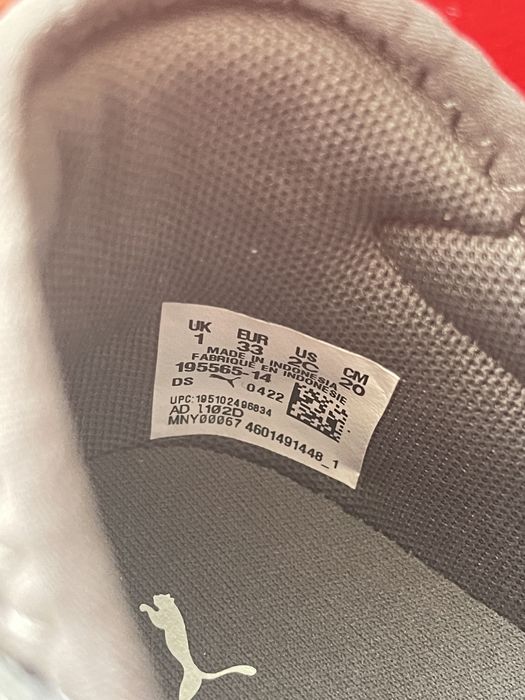 UK EUR US CM
1 33 2C 20
MADE IN INDONESIA
FABRIQUE EN INDONESIE
195565-14
DS 0422
UPC:195102496834
AD 1102D
MNY00067 4601491448_1